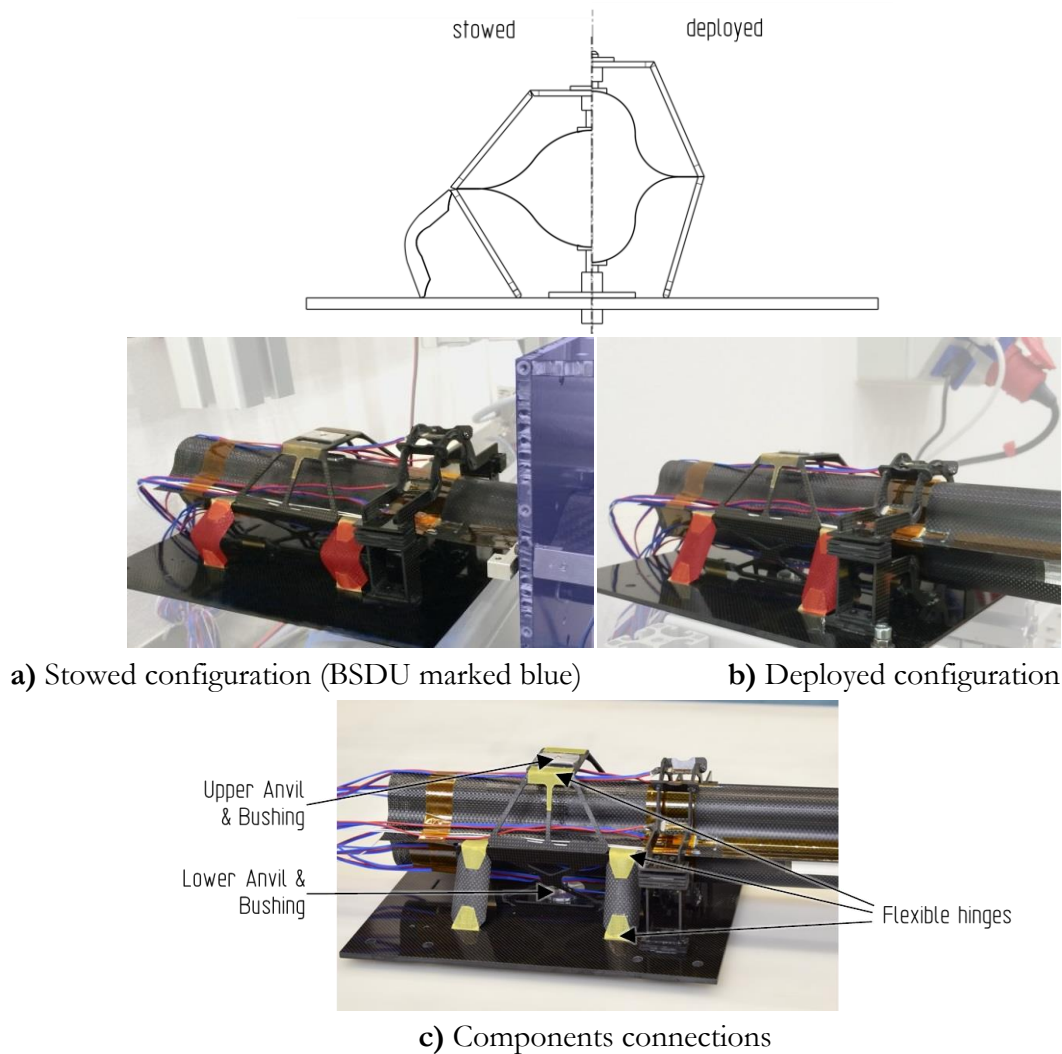 stowed
deployed
a) Stowed configuration (BSDU marked blue)
b) Deployed configuration
Upper Anvil
& Bushing
Lower Anvil &
Bushing
Flexible hinges
c) Components connections